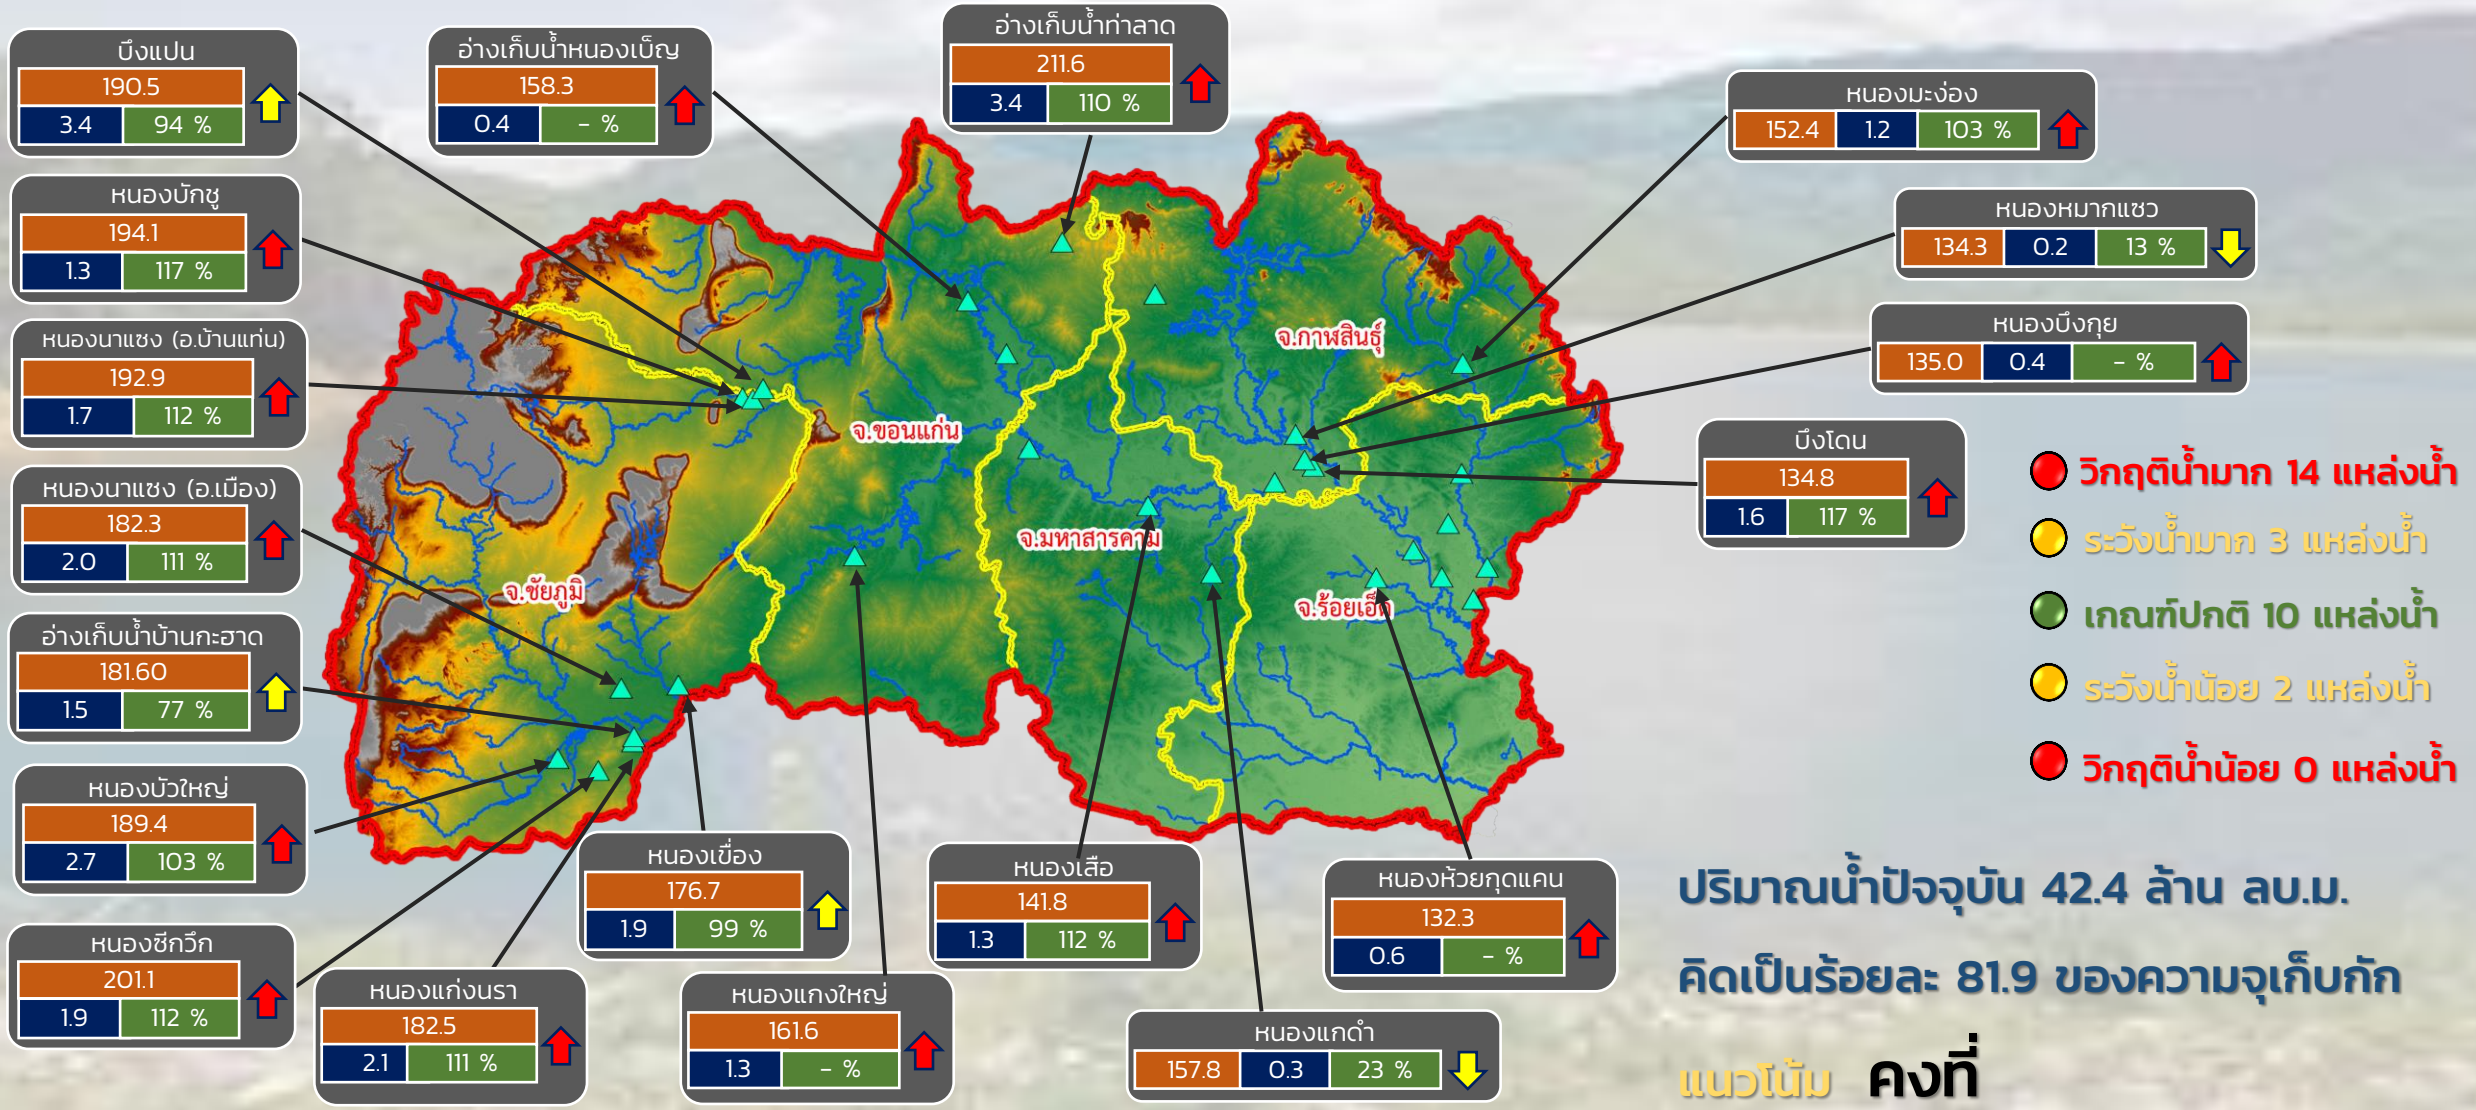 บึงแปน
190.5
3.4 94 %
อ่างเก็บน้ำหนองเบ็ญ
158.3
0.4 - %
อ่างเก็บน้ำท่าลาด
211.6
3.4 110 %
หนองมะง่อง
152.4 1.2 103 %
หนองบักชู
194.1
1.3 117 %
หนองหมากแซว
134.3 0.2 13 %
หนองนาแซง (อ.บ้านแท่น)
192.9
1.7 112 %
หนองบึงกุย
135.0 0.4 - %
จ.กาฬสินธุ์
จ.ขอนแก่น
บึงโดน
134.8
1.6 117 %
หนองนาแซง (อ.เมือง)
182.3
2.0 111 %
จ.มหาสารคาม
จ.ชัยภูมิ
จ.ร้อยเอ็ด
วิกฤติน้ำมาก 14 แหล่งน้ำ
ระวังน้ำมาก 3 แหล่งน้ำ
เกณฑ์ปกติ 10 แหล่งน้ำ
ระวังน้ำน้อย 2 แหล่งน้ำ
วิกฤติน้ำน้อย 0 แหล่งน้ำ
อ่างเก็บน้ำบ้านกะฮาด
181.60
1.5 77 %
หนองบัวใหญ่
189.4
2.7 103 %
หนองเขื่อง
176.7
1.9 99 %
หนองเสือ
141.8
1.3 112 %
หนองห้วยกุดแคน
132.3
0.6 - %
หนองซีกวึก
201.1
1.9 112 %
หนองแก่งนรา
182.5
2.1 111 %
หนองแกงใหญ่
161.6
1.3 - %
หนองแกดำ
157.8 0.3 23 %
ปริมาณน้ำปัจจุบัน 42.4 ล้าน ลบ.ม.
คิดเป็นร้อยละ 81.9 ของความจุเก็บกัก
แนวโน้ม คงที่